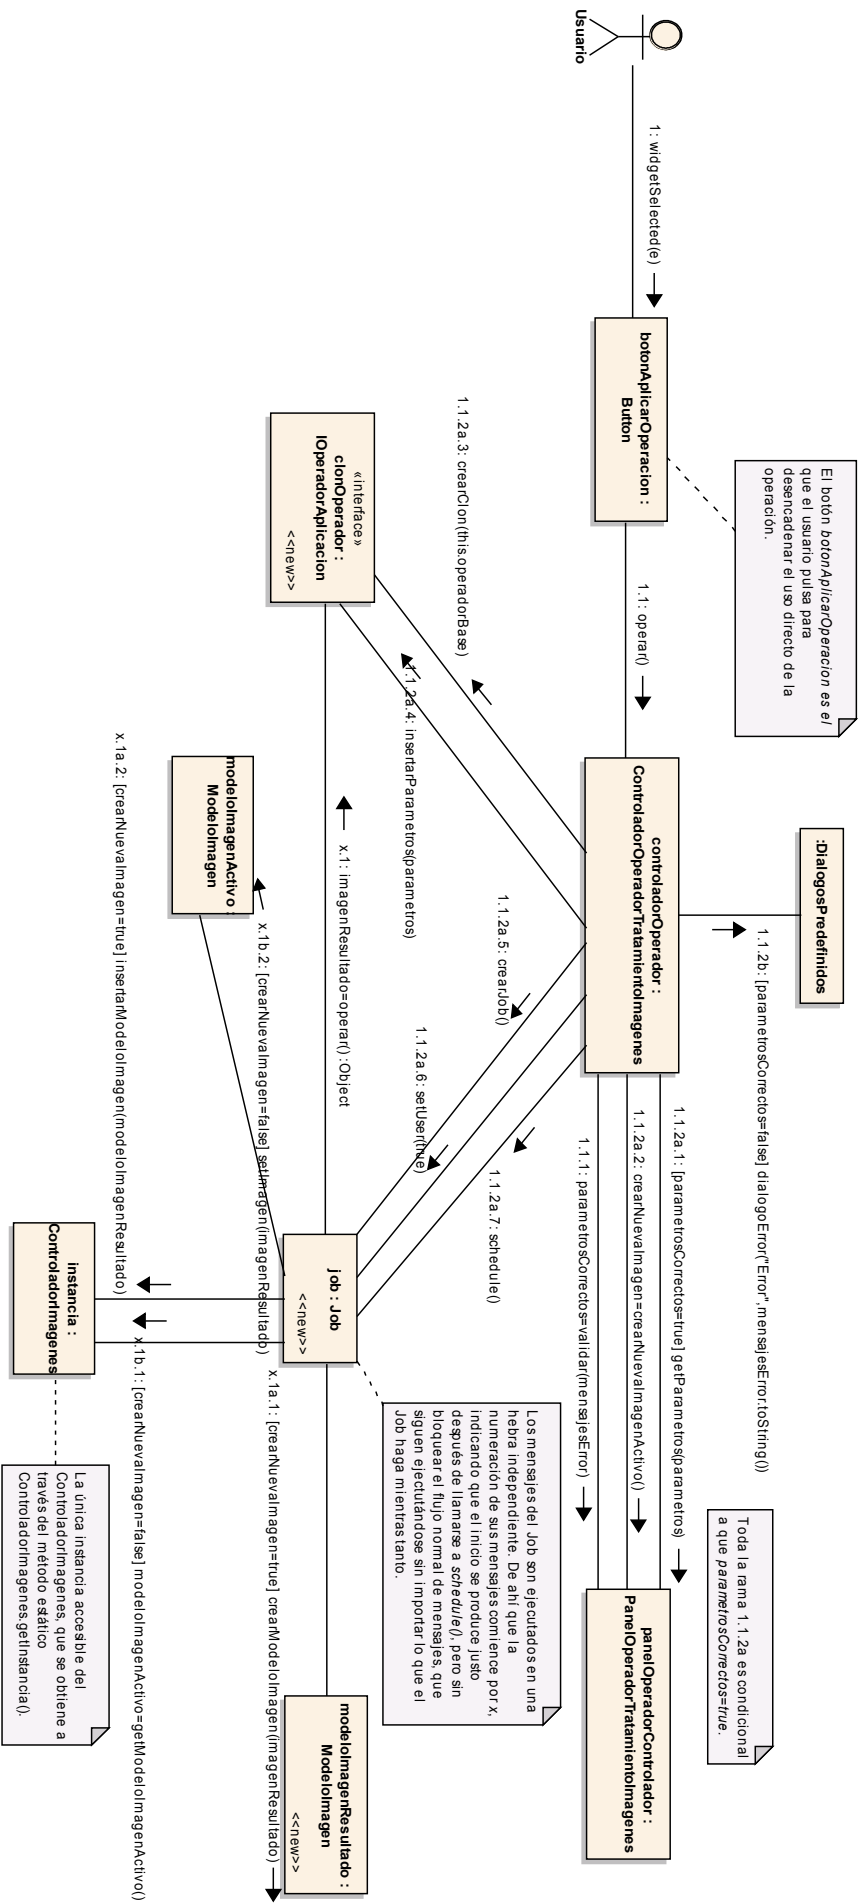 Usuario
1: widgetSelected(e)
botonAplicarOperacion :
Button
El botón botonAplicarOperacion es el
que el usuario pulsa para
desencadenar el uso directo de la
operación.
1.1: operar()
controladorOperador :
ControladorOperadorTratamientoImagenes
:DialogosPredefinidos
1.1.2b: [parametrosCorrectos=false] dialogoError("Error",mensajesError.toString())
1.1.2a.1: [parametrosCorrectos=true] getParametros(parametros)
1.1.2a.2: crearNuevaImagen=crearNuevaImagenActivo()
1.1.1: parametrosCorrectos=validar(mensajesError)
Toda la rama 1.1.2a es condicional
a que parametrosCorrectos=true.
panelOperadorControlador :
PanelOperadorTratamientoImagenes
1.1.2a.3: crearClon(this.operadorBase)
1.1.2a.4: insertarParametros(parametros)
«interface»
clonOperador :
IOperadorAplicacion
<<new>>
1.1.2a.5: crearJob()
1.1.2a.6: setUser(true)
1.1.2a.7: schedule()
x.1: imagenResultado=operar() :Object
job : Job
<<new>>
Los mensajes del Job son ejecutados en una
hebra independiente. De ahí que la
numeración de sus mensajes comience por x,
indicando que el inicio se produce justo
después de llamarse a schedule(), pero sin
bloquear el flujo normal de mensajes, que
siguen ejectutándose sin importar lo que el
Job haga mientras tanto.
modeloImagenActivo :
ModeloImagen
x.1b.2: [crearNuevaImagen=false] setImagen(imagenResultado)
x.1a.1: [crearNuevaImagen=true] crearModeloImagen(imagenResultado)
modeloImagenResultado :
ModeloImagen
<<new>>
x.1a.2: [crearNuevaImagen=true] insertarModeloImagen(modeloImagenResultado)
x.1b.1: [crearNuevaImagen=false] modeloImagenActivo=getModeloImagenActivo()
instancia :
ControladorImagenes
La única instancia accesible del
ControladorImagenes, que se obtiene a
través del método estático
ControladorImagenes.getInstancia().